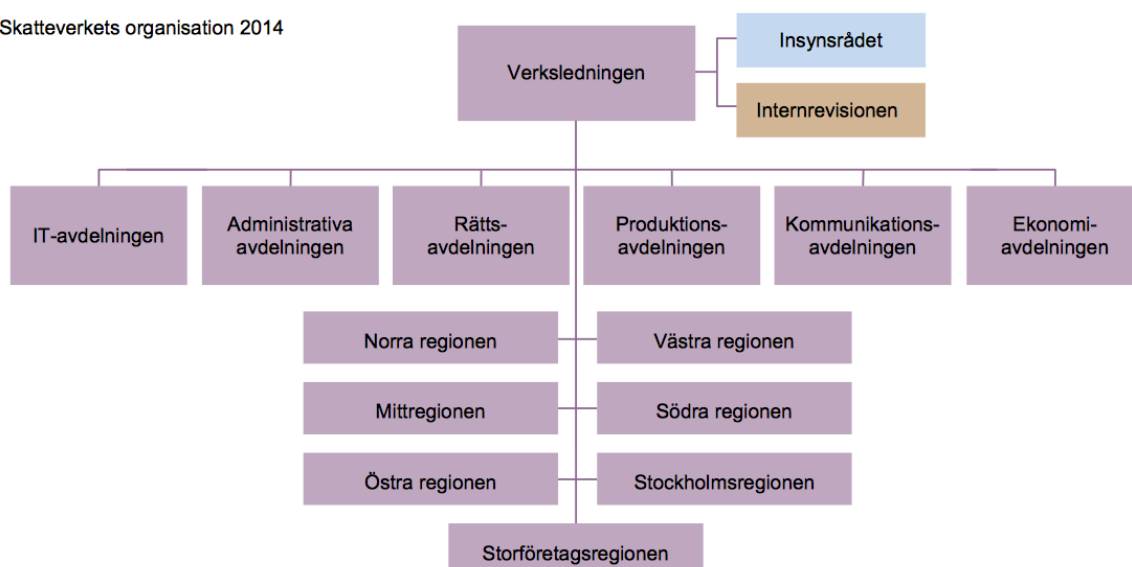 Skatteverkets organisation 2014
Verksledningen
Insynsrådet
Internrevisionen
IT-avdelningen
Administrativa
avdelningen
Rätts-
avdelningen
Produktions-
avdelningen
Kommunikations-
avdelningen
Ekonomi-
avdelningen
Norra regionen
Västra regionen
Mittregionen
Södra regionen
Östra regionen
Stockholmsregionen
Storföretagsregionen